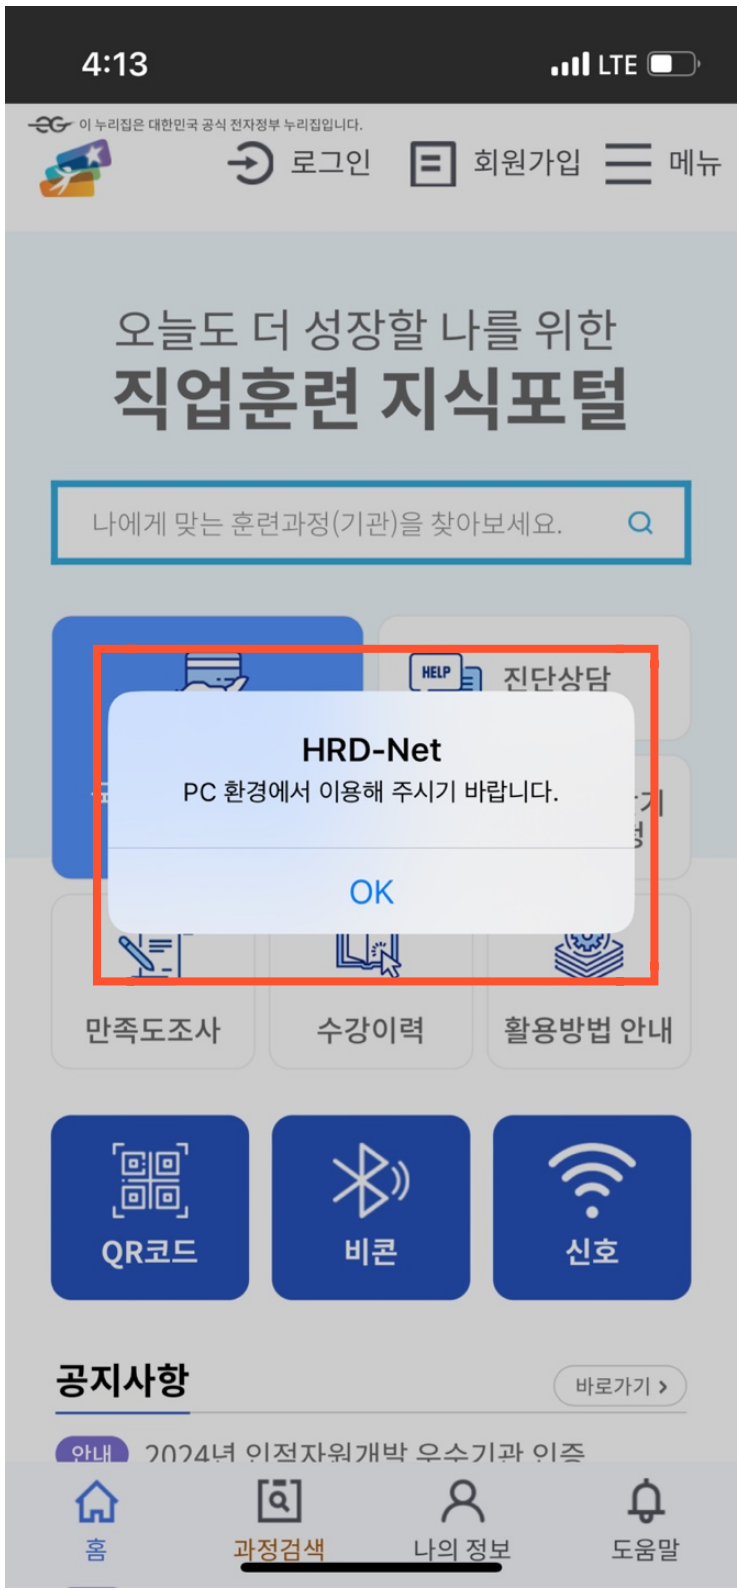 4:13
LTE
이 누리집은 대한민국 공식 전자정부 누리집입니다.
로그인
회원가입
메뉴
오늘도 더 성장할 나를 위한
직업훈련 지식포털
나에게 맞는 훈련과정(기관)을 찾아보세요.
HELP
진단상담
HRD-Net
PC 환경에서 이용해 주시기 바랍니다.
OK
만족도조사
수강이력
활용방법 안내
QR코드
비콘
신호
공지사항
바로가기 >
안내 2024년 인적자원개발 우수기관 인증
홈
과정검색
나의 정보
도움말